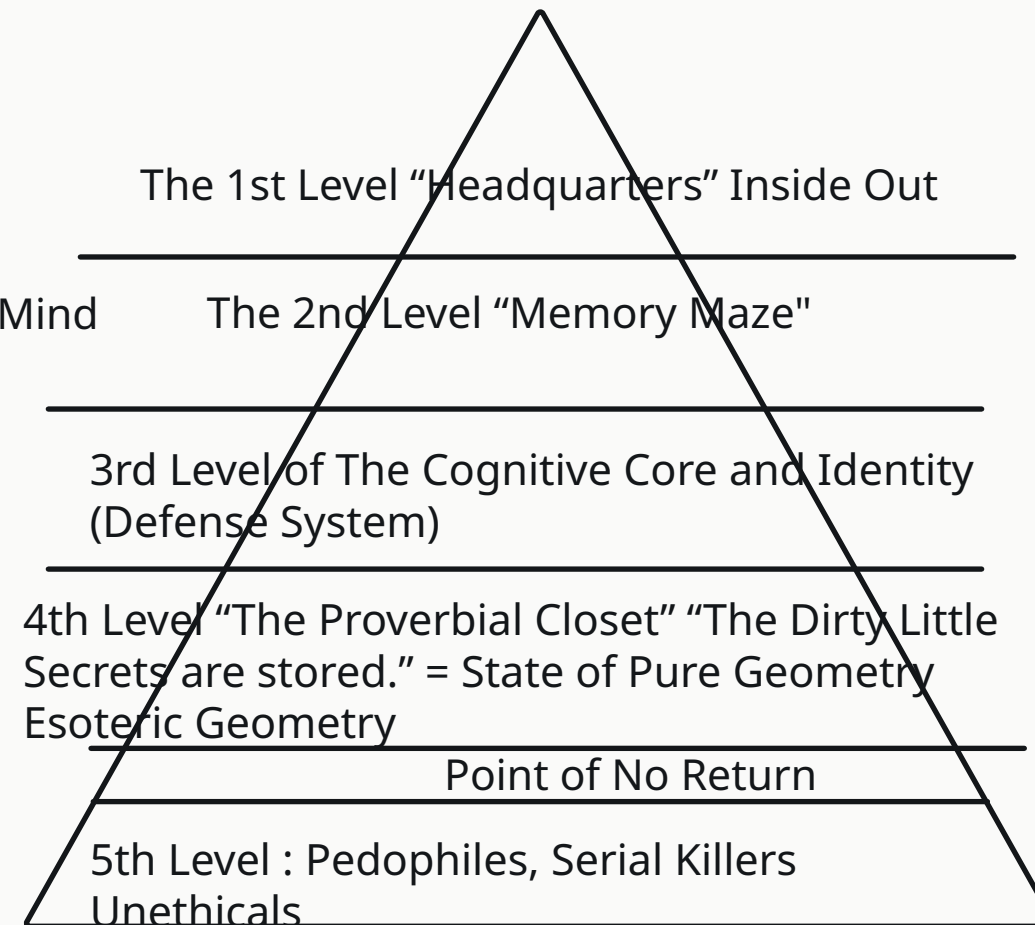 The 1st Level “Headquarters” Inside Out
Mind The 2nd Level “Memory Maze"
3rd Level of The Cognitive Core and Identity
(Defense System)
4th Level “The Proverbial Closet” “The Dirty Little
Secrets are stored.” = State of Pure Geometry
Esoteric Geometry
Point of No Return
5th Level : Pedophiles, Serial Killers
Unethicals